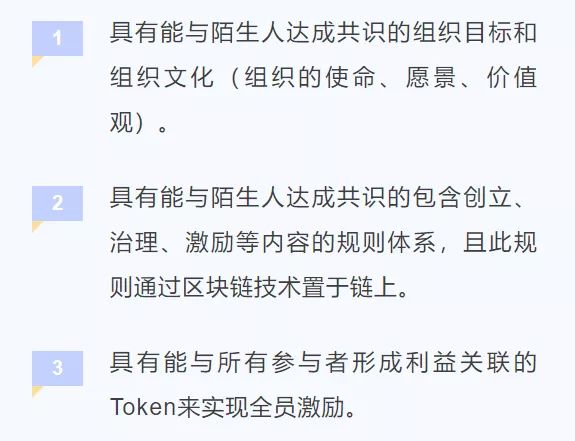 1
具有能与陌生人达成共识的组织目标和
组织文化（组织的使命、愿景、价值
观）。
2
具有能与陌生人达成共识的包含创立、
治理、激励等内容的规则体系，且此规
则通过区块链技术置于链上。
3
具有能与所有参与者形成利益关联的
Token来实现全员激励。